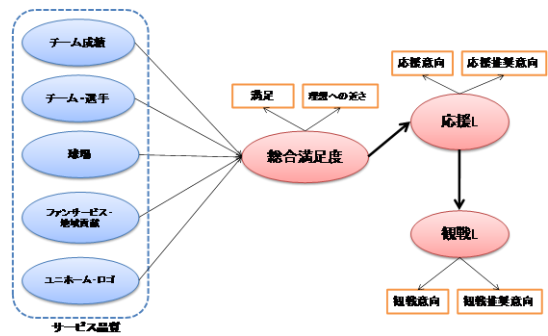 チーム成績
チーム・選手
球場
ファンサービス・
地域貢献
ユニホーム・ロゴ
サービス品質
満足
理想への近さ
総合満足度
応援意向
応援推奨意向
応援L
観戦L
観戦意向
観戦推奨意向